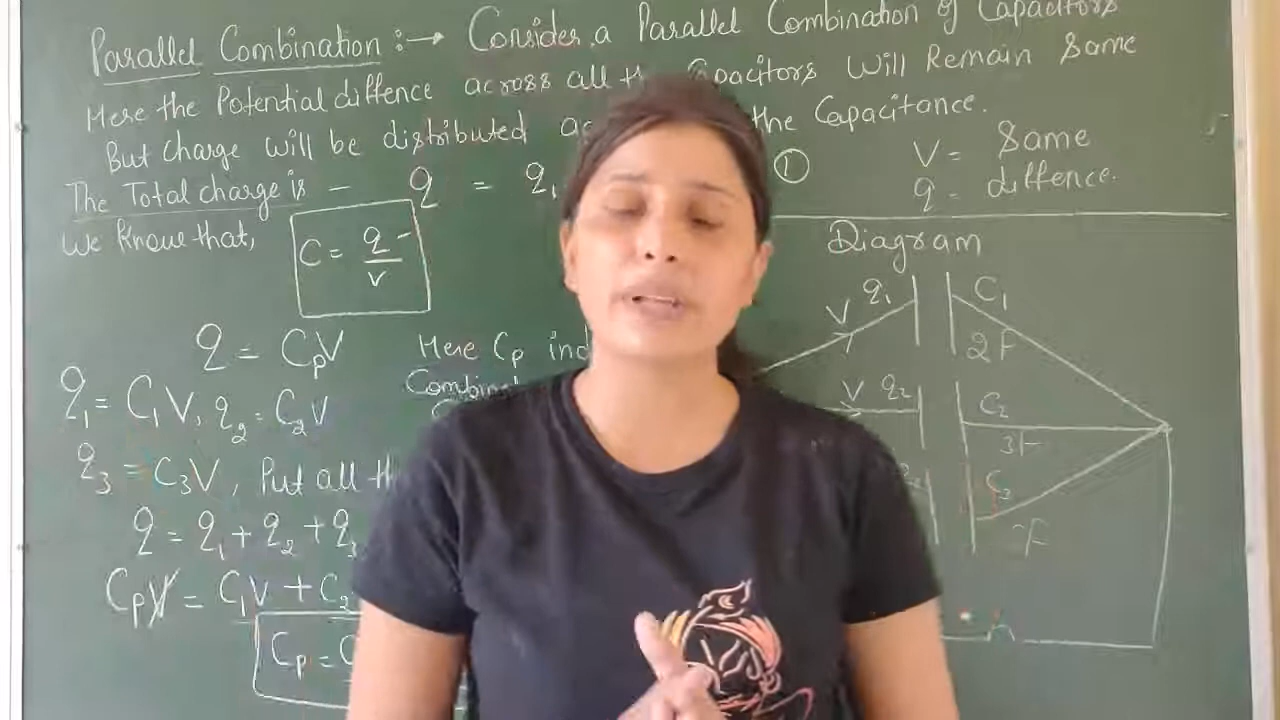 Parallel Combination :→ Consider a Parallel Combination of Capacitors
Here the Potential diffence across all Capacitors Will Remain Same
But charge will be distributed the Capacitance.
The Total charge is - q = q1 ①
We Know that,
C = q/v
q = CpV
Here Cp
q1 = C1V, q2 = C2V
q3 = C3V, Put all
q = q1 + q2 + q3
CpV = C1V + C2
Cp =
V = Same
q = diffence.
Diagram
V q1 C1
2F
V q2 C2
3F
C3
F